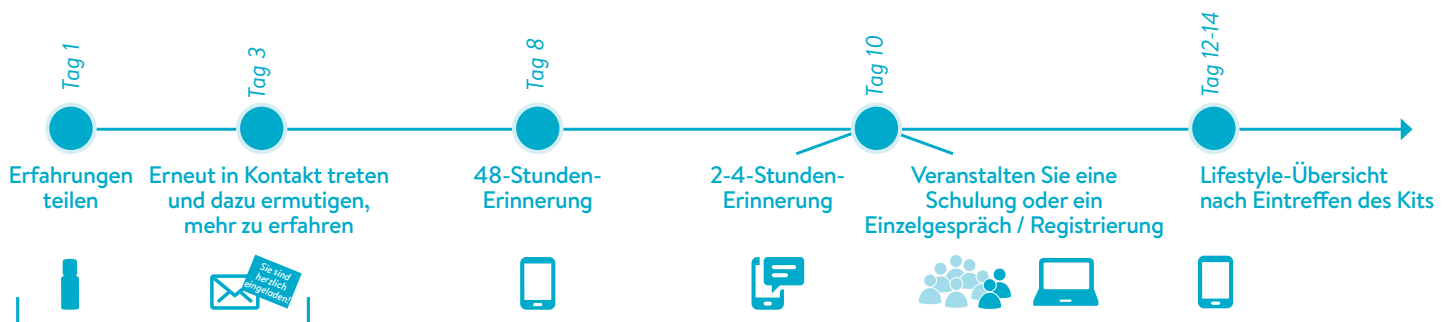 Tag 1
Tag 3
Tag 8
Tag 10
Tag 12-14
Erfahrungen
teilen
Erneut in Kontakt treten
und dazu ermutigen,
mehr zu erfahren
48-Stunden-
Erinnerung
2-4-Stunden-
Erinnerung
Veranstalten Sie eine
Schulung oder ein
Einzelgespräch / Registrierung
Lifestyle-Übersicht
nach Eintreffen des Kits
Sie sind
herzlich
eingeladen!